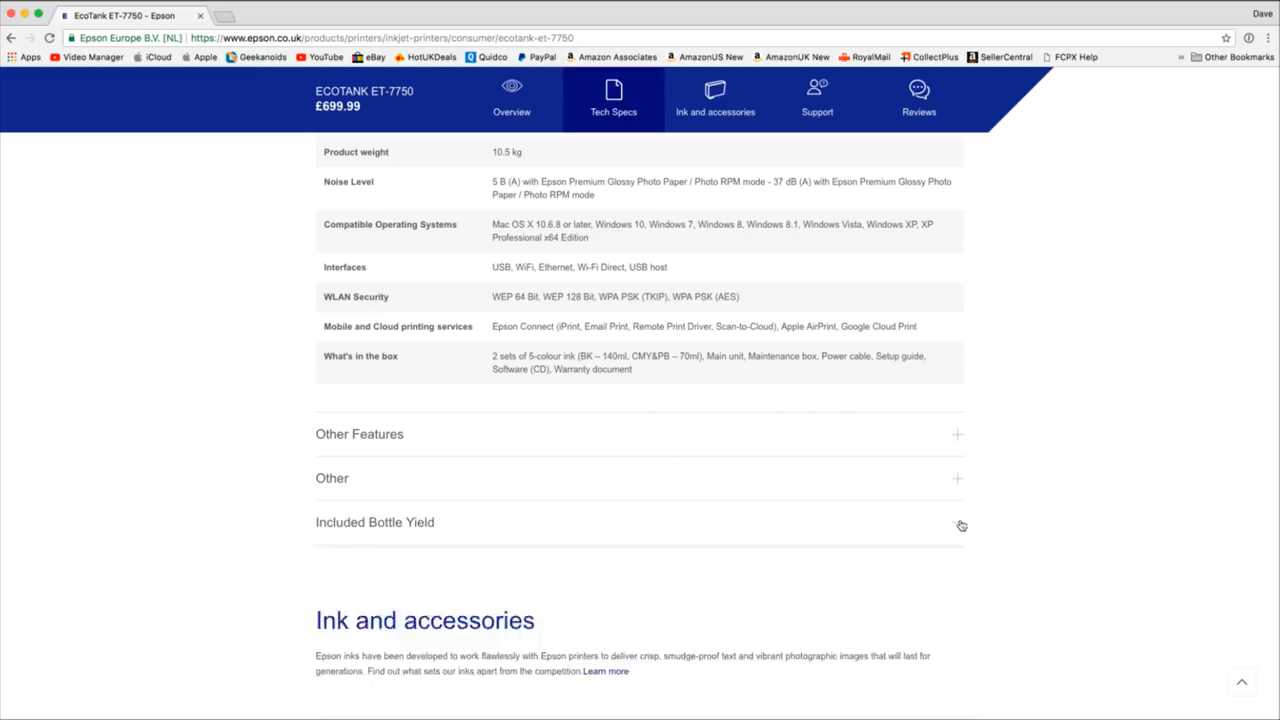 EcoTank ET-7750 - Epson
Dave
Epson Europe B.V. [NL]
https://www.epson.co.uk/products/printers/inkjet-printers/consumer/ecotank-et-7750
Apps
Video Manager
iCloud
Apple
Geekanoids
YouTube
eBay
HotUKDeals
Quidco
PayPal
Amazon Associates
AmazonUS New
AmazonUK New
RoyalMail
CollectPlus
SellerCentral
FCPX Help
»
Other Bookmarks
ECOTANK ET-7750
£699.99
Overview
Tech Specs
Ink and accessories
Support
Reviews
Product weight
10.5 kg
Noise Level
5 B (A) with Epson Premium Glossy Photo Paper / Photo RPM mode - 37 dB (A) with Epson Premium Glossy Photo
Paper / Photo RPM mode
Compatible Operating Systems
Mac OS X 10.6.8 or later, Windows 10, Windows 7, Windows 8, Windows 8.1, Windows Vista, Windows XP, XP
Professional x64 Edition
Interfaces
USB, WiFi, Ethernet, Wi-Fi Direct, USB host
WLAN Security
WEP 64 Bit, WEP 128 Bit, WPA PSK (TKIP), WPA PSK (AES)
Mobile and Cloud printing services
Epson Connect (iPrint, Email Print, Remote Print Driver, Scan-to-Cloud), Apple AirPrint, Google Cloud Print
What's in the box
2 sets of 5-colour ink (BK – 140ml, CMY&PB – 70ml), Main unit, Maintenance box, Power cable, Setup guide,
Software (CD), Warranty document
Other Features
Other
Included Bottle Yield
Ink and accessories
Epson inks have been developed to work flawlessly with Epson printers to deliver crisp, smudge-proof text and vibrant photographic images that will last for
generations. Find out what sets our inks apart from the competition.Learn more